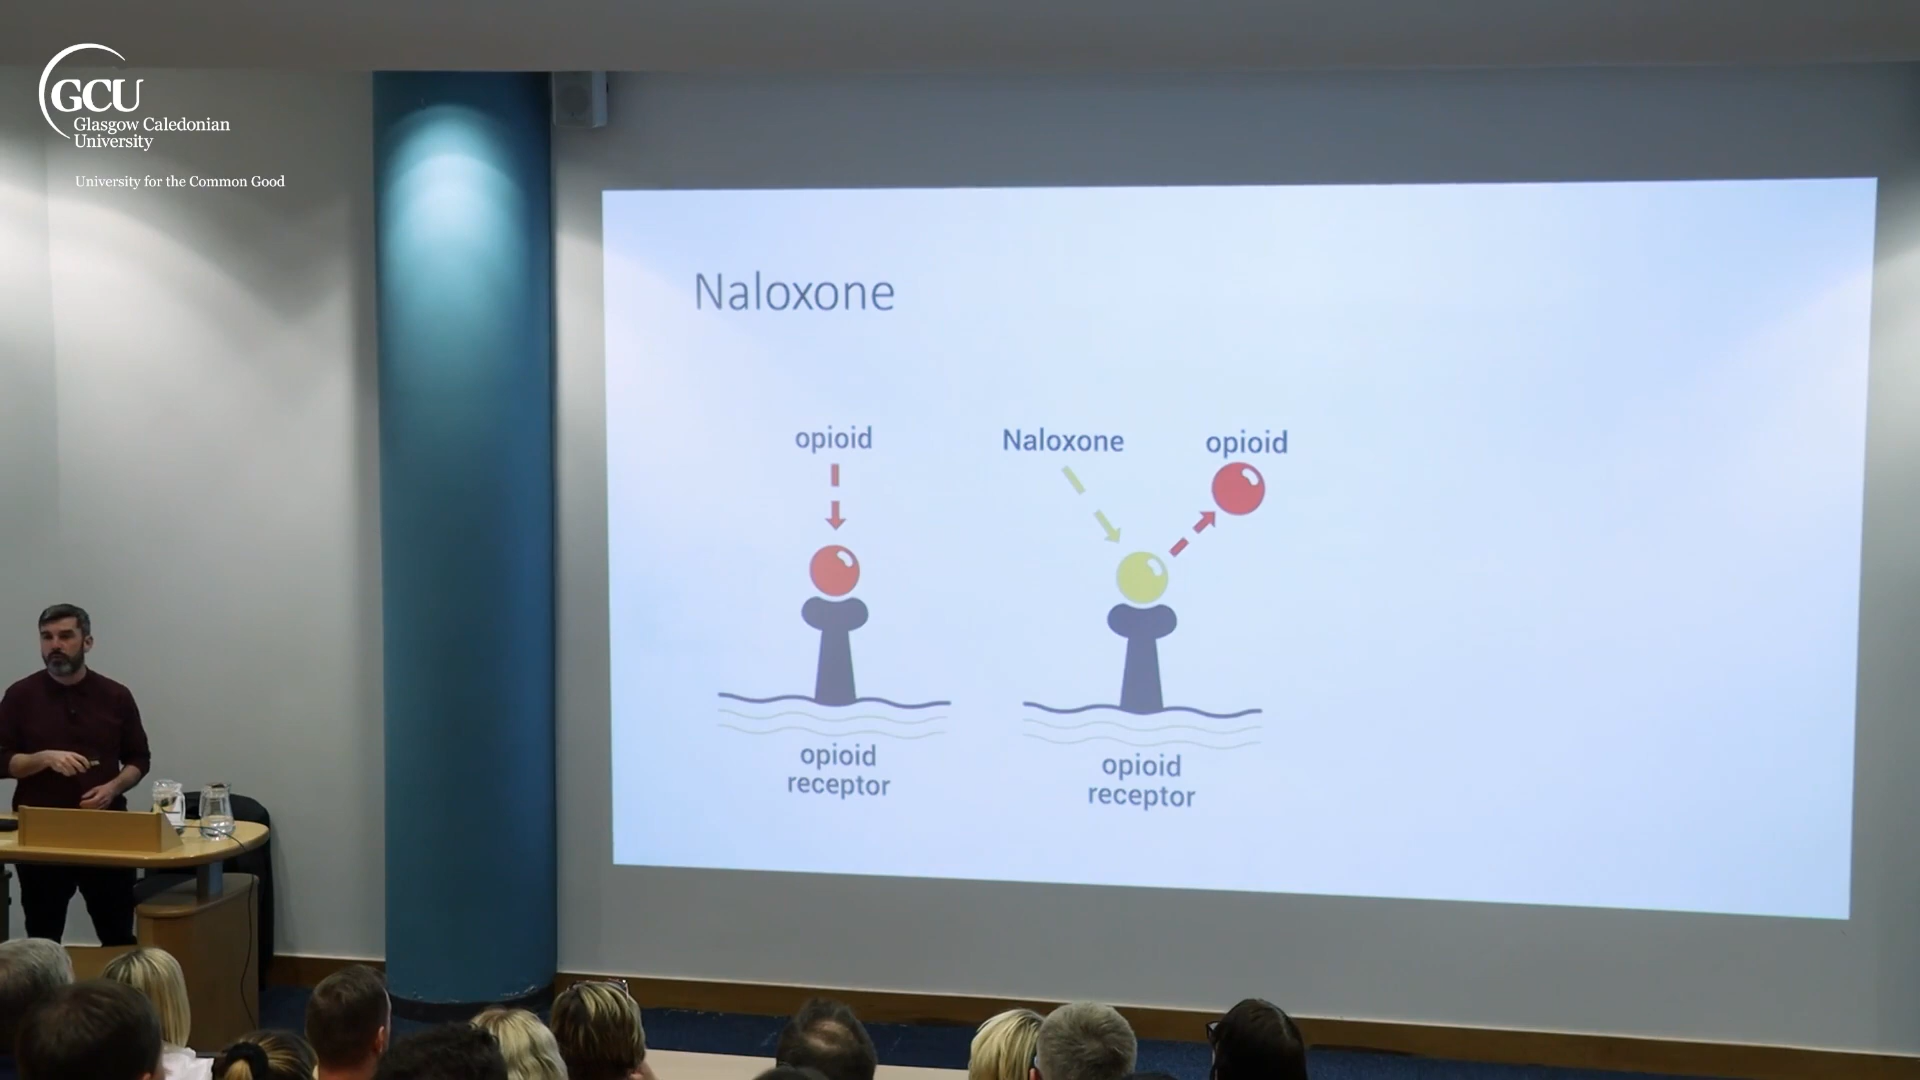 GCU
Glasgow Caledonian
University
University for the Common Good
Naloxone
opioid
Naloxone
opioid
opioid
receptor
opioid
receptor